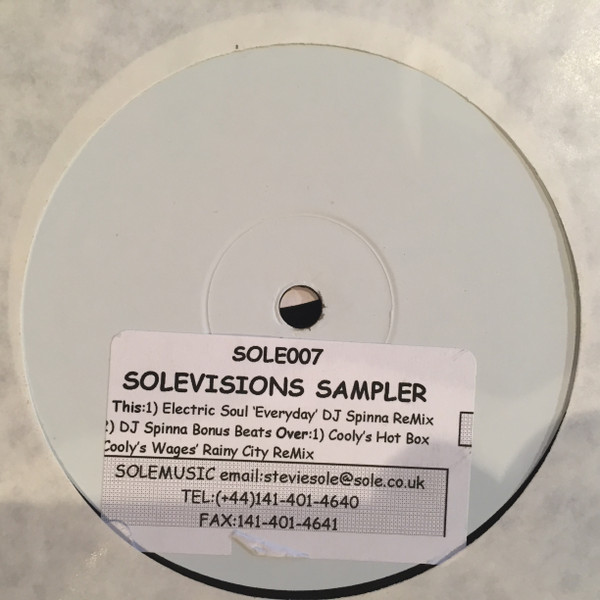 SOLE007
SOLEVISIONS SAMPLER
This:1) Electric Soul 'Everyday' DJ Spinna ReMix
2) DJ Spinna Bonus Beats Over:1) Cooly's Hot Box
Cooly's Wages' Rainy City ReMix
SOLEMUSIC email:steviesole@sole.co.uk
TEL:(+44)141-401-4640
FAX:141-401-4641